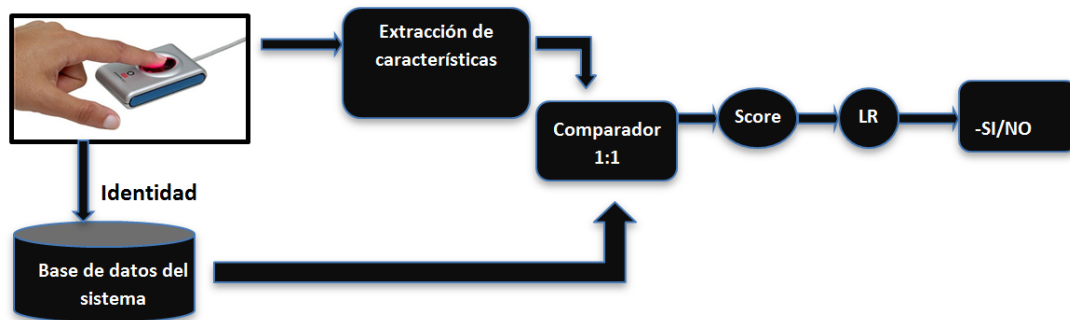 Extracción de
características
Comparador
1:1
Score
LR
-SI/NO
Identidad
Base de datos del
sistema